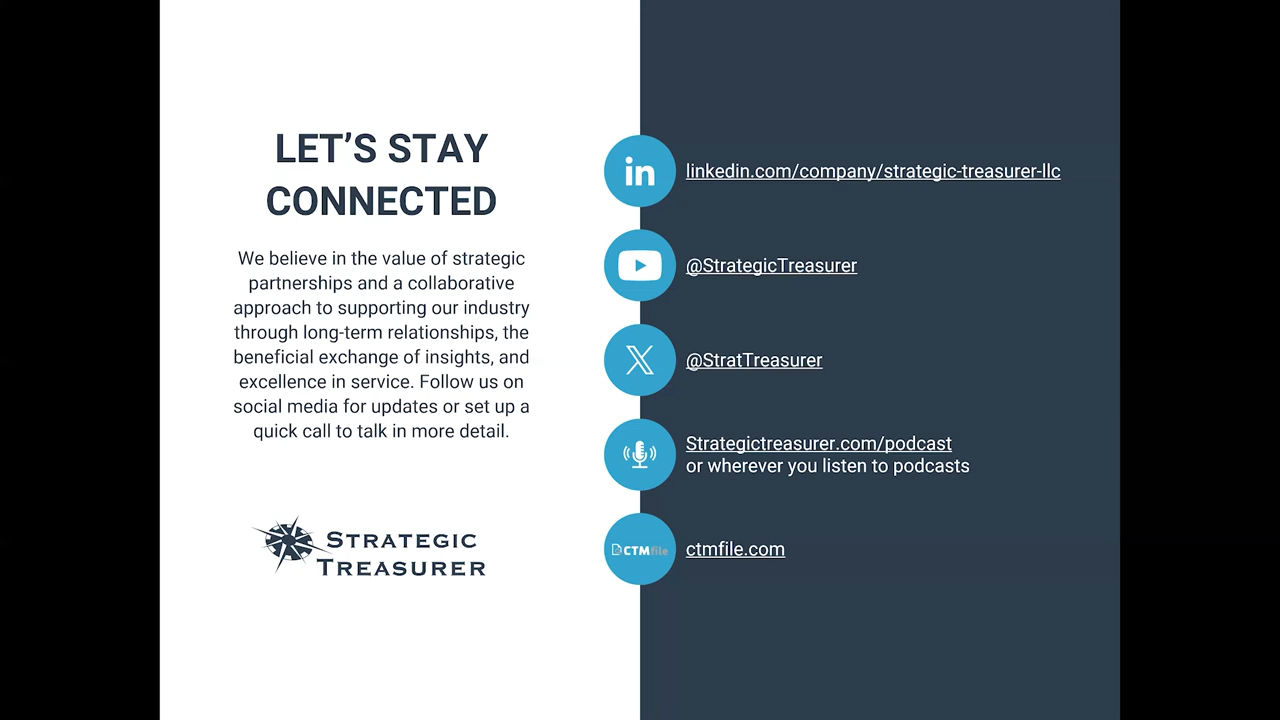 LET’S STAY
CONNECTED
We believe in the value of strategic
partnerships and a collaborative
approach to supporting our industry
through long-term relationships, the
beneficial exchange of insights, and
excellence in service. Follow us on
social media for updates or set up a
quick call to talk in more detail.
STRATEGIC
TREASURER
in
linkedin.com/company/strategic-treasurer-llc
@StrategicTreasurer
@StratTreasurer
Strategictreasurer.com/podcast
or wherever you listen to podcasts
CTMfile
ctmfile.com